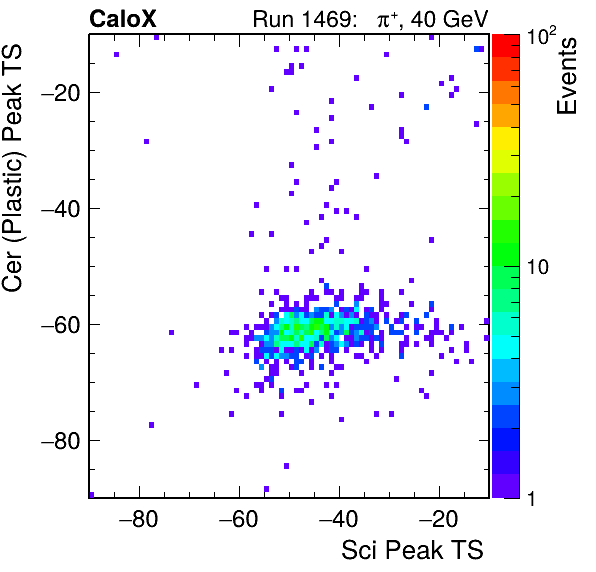 CaloX Run 1469: π⁺, 40 GeV
Cer (Plastic) Peak TS
−20
−40
−60
−80
−80 −60 −40 −20
Sci Peak TS
10²
10
1
Events